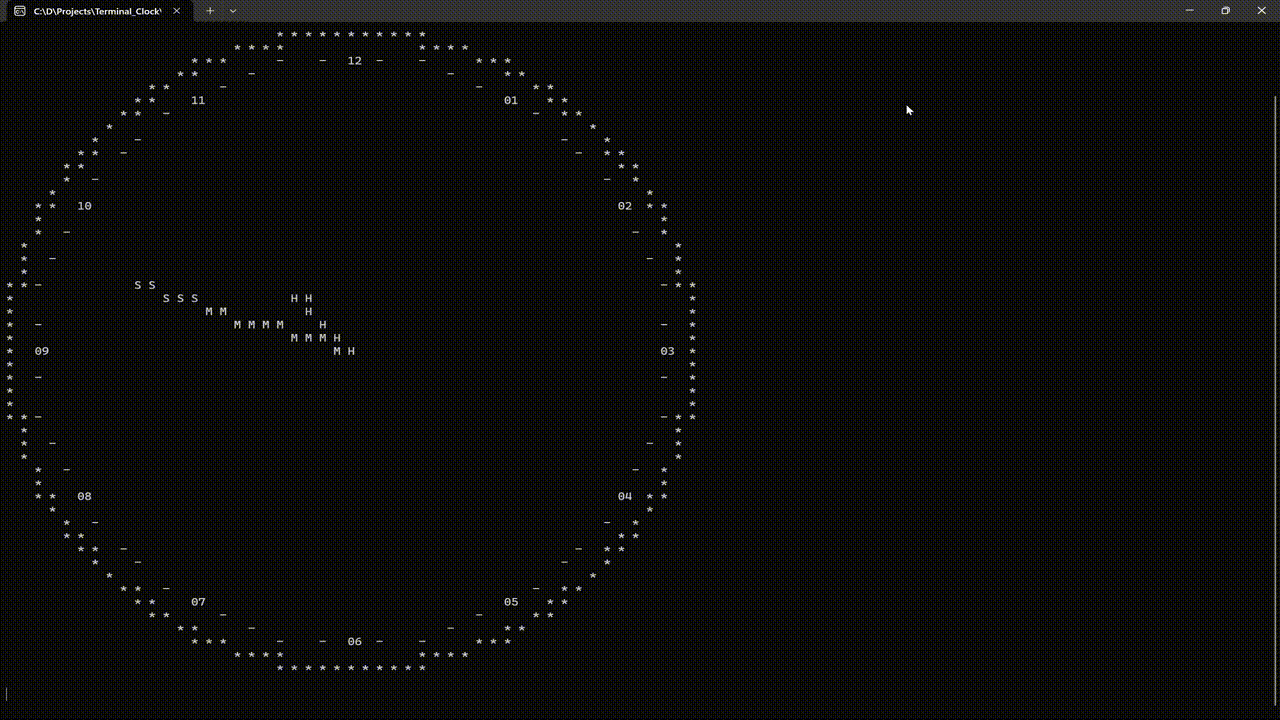 C:\D\Projects\Terminal_Clock\
* * * * * * * * * * *
* * * * * * * *
* * * - - 12 - - * * *
* * - - * *
* * - - * *
* * 11 01 * *
* * - - * *
* *
* - - *
* * - - * *
* * * *
* - - *
* *
* * 10 02 * *
* *
* - - *
* *
* - - *
* *
* * - S S - * *
* S S S H H *
* M M H *
* - M M M M H - *
* M M M H *
* 09 M H 03 *
* *
* - - *
* *
* *
* * - - * *
* *
* - - *
* *
* - - *
* *
* * 08 04 * *
* *
* - - *
* * * *
* * - - * *
* - - *
* *
* * - - * *
* * 07 05 * *
* * - - * *
* * - - * *
* * * - - 06 - - * * *
* * * * * * * *
* * * * * * * * * * *